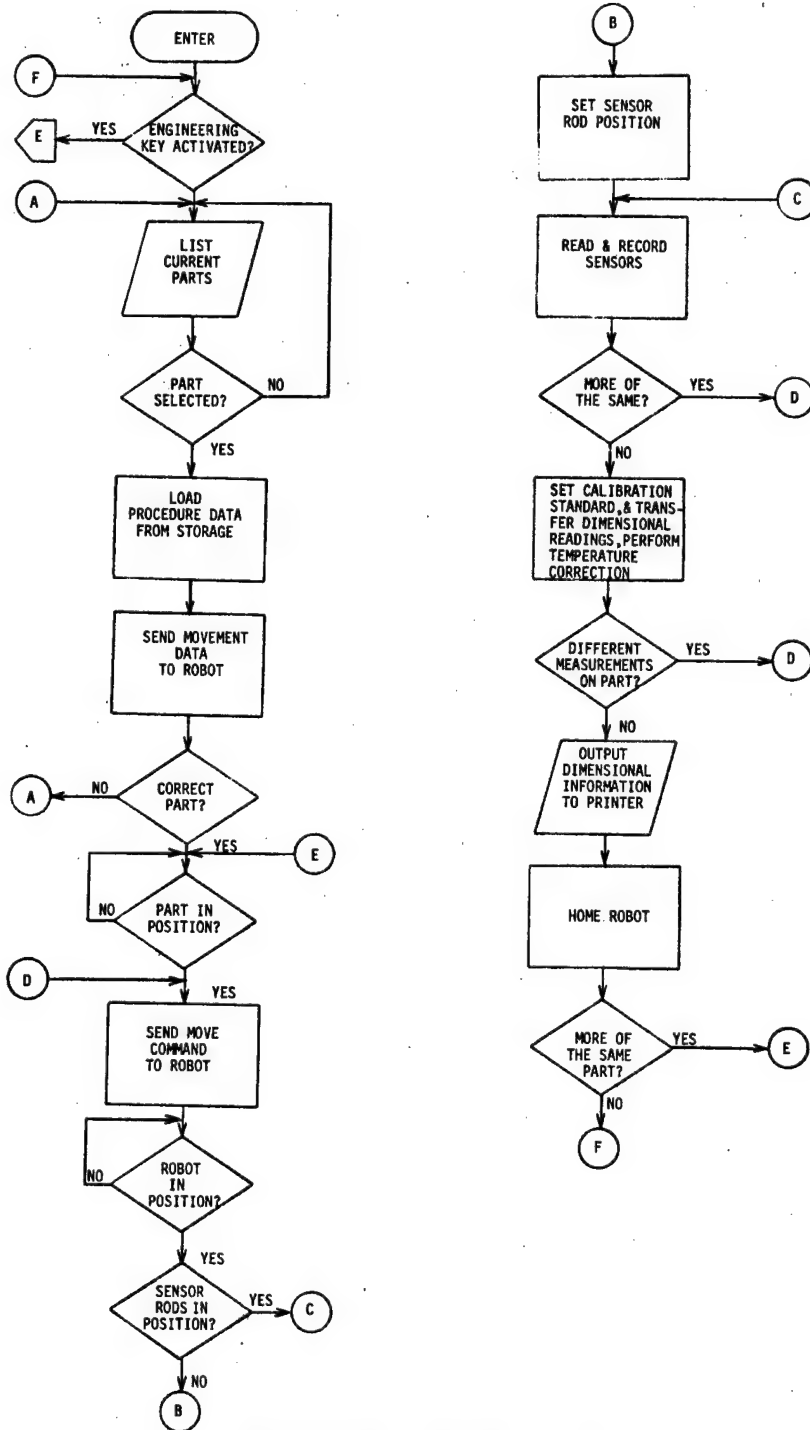 ENTER
F
E
YES
ENGINEERING
KEY ACTIVATED?
A
LIST
CURRENT
PARTS
PART
SELECTED?
NO
YES
LOAD
PROCEDURE DATA
FROM STORAGE
SEND MOVEMENT
DATA
TO ROBOT
A
NO
CORRECT
PART?
YES
E
NO
PART IN
POSITION?
D
YES
SEND MOVE
COMMAND
TO ROBOT
NO
ROBOT
IN
POSITION?
YES
SENSOR
RODS IN
POSITION?
YES
C
NO
B
B
SET SENSOR
ROD POSITION
C
READ & RECORD
SENSORS
MORE OF
THE SAME?
YES
D
NO
SET CALIBRATION
STANDARD,& TRANS-
FER DIMENSIONAL
READINGS,PERFORM
TEMPERATURE
CORRECTION
DIFFERENT
MEASUREMENTS
ON PART?
YES
D
NO
OUTPUT
DIMENSIONAL
INFORMATION
TO PRINTER
HOME ROBOT
MORE OF
THE SAME
PART?
YES
E
NO
F